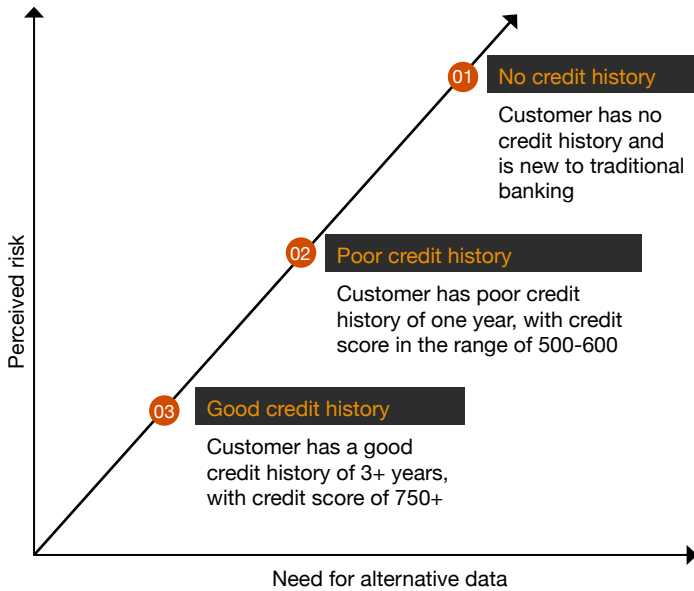 01
No credit history
Customer has no
credit history and
is new to traditional
banking
02
Poor credit history
Customer has poor credit
history of one year, with credit
score in the range of 500-600
03
Good credit history
Customer has a good
credit history of 3+ years,
with credit score of 750+
Perceived risk
Need for alternative data